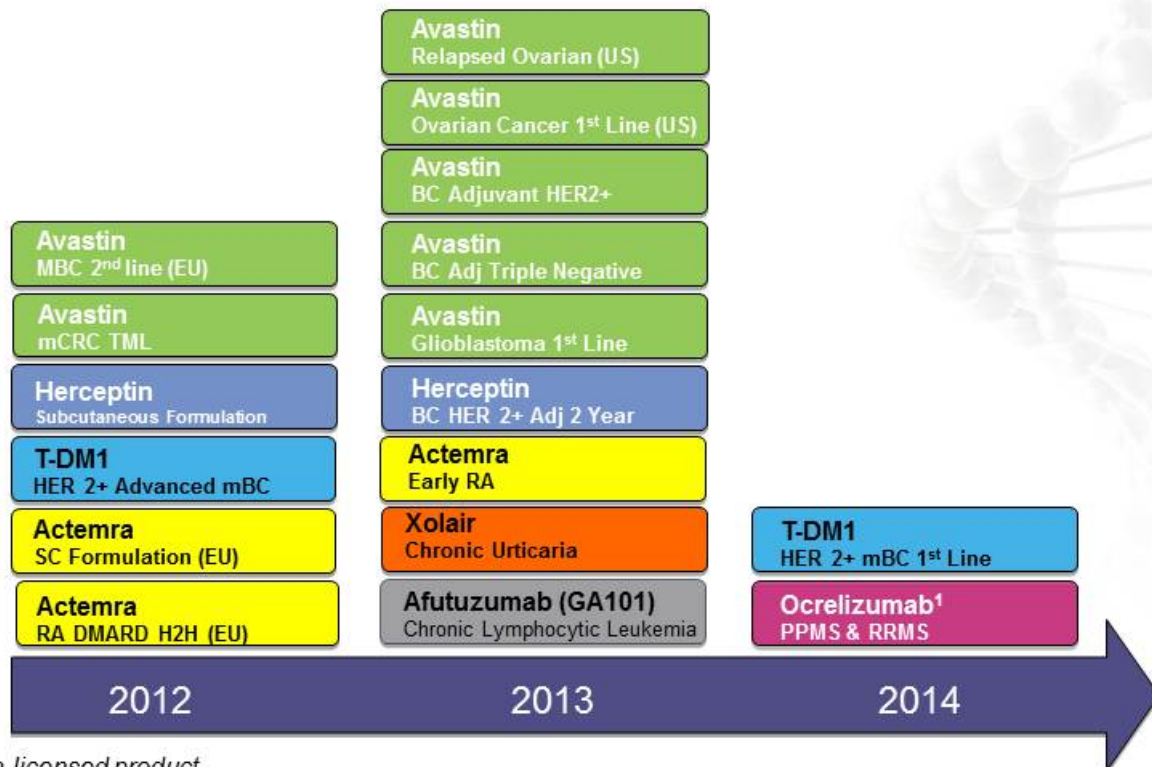 Avastin
MBC 2nd line (EU)
Avastin
mCRC TML
Herceptin
Subcutaneous Formulation
T-DM1
HER 2+ Advanced mBC
Actemra
SC Formulation (EU)
Actemra
RA DMARD H2H (EU)
Avastin
Relapsed Ovarian (US)
Avastin
Ovarian Cancer 1st Line (US)
Avastin
BC Adjuvant HER2+
Avastin
BC Adj Triple Negative
Avastin
Glioblastoma 1st Line
Herceptin
BC HER 2+ Adj 2 Year
Actemra
Early RA
Xolair
Chronic Urticaria
Afutuzumab (GA101)
Chronic Lymphocytic Leukemia
T-DM1
HER 2+ mBC 1st Line
Ocrelizumab1
PPMS & RRMS
2012
2013
2014
licensed product